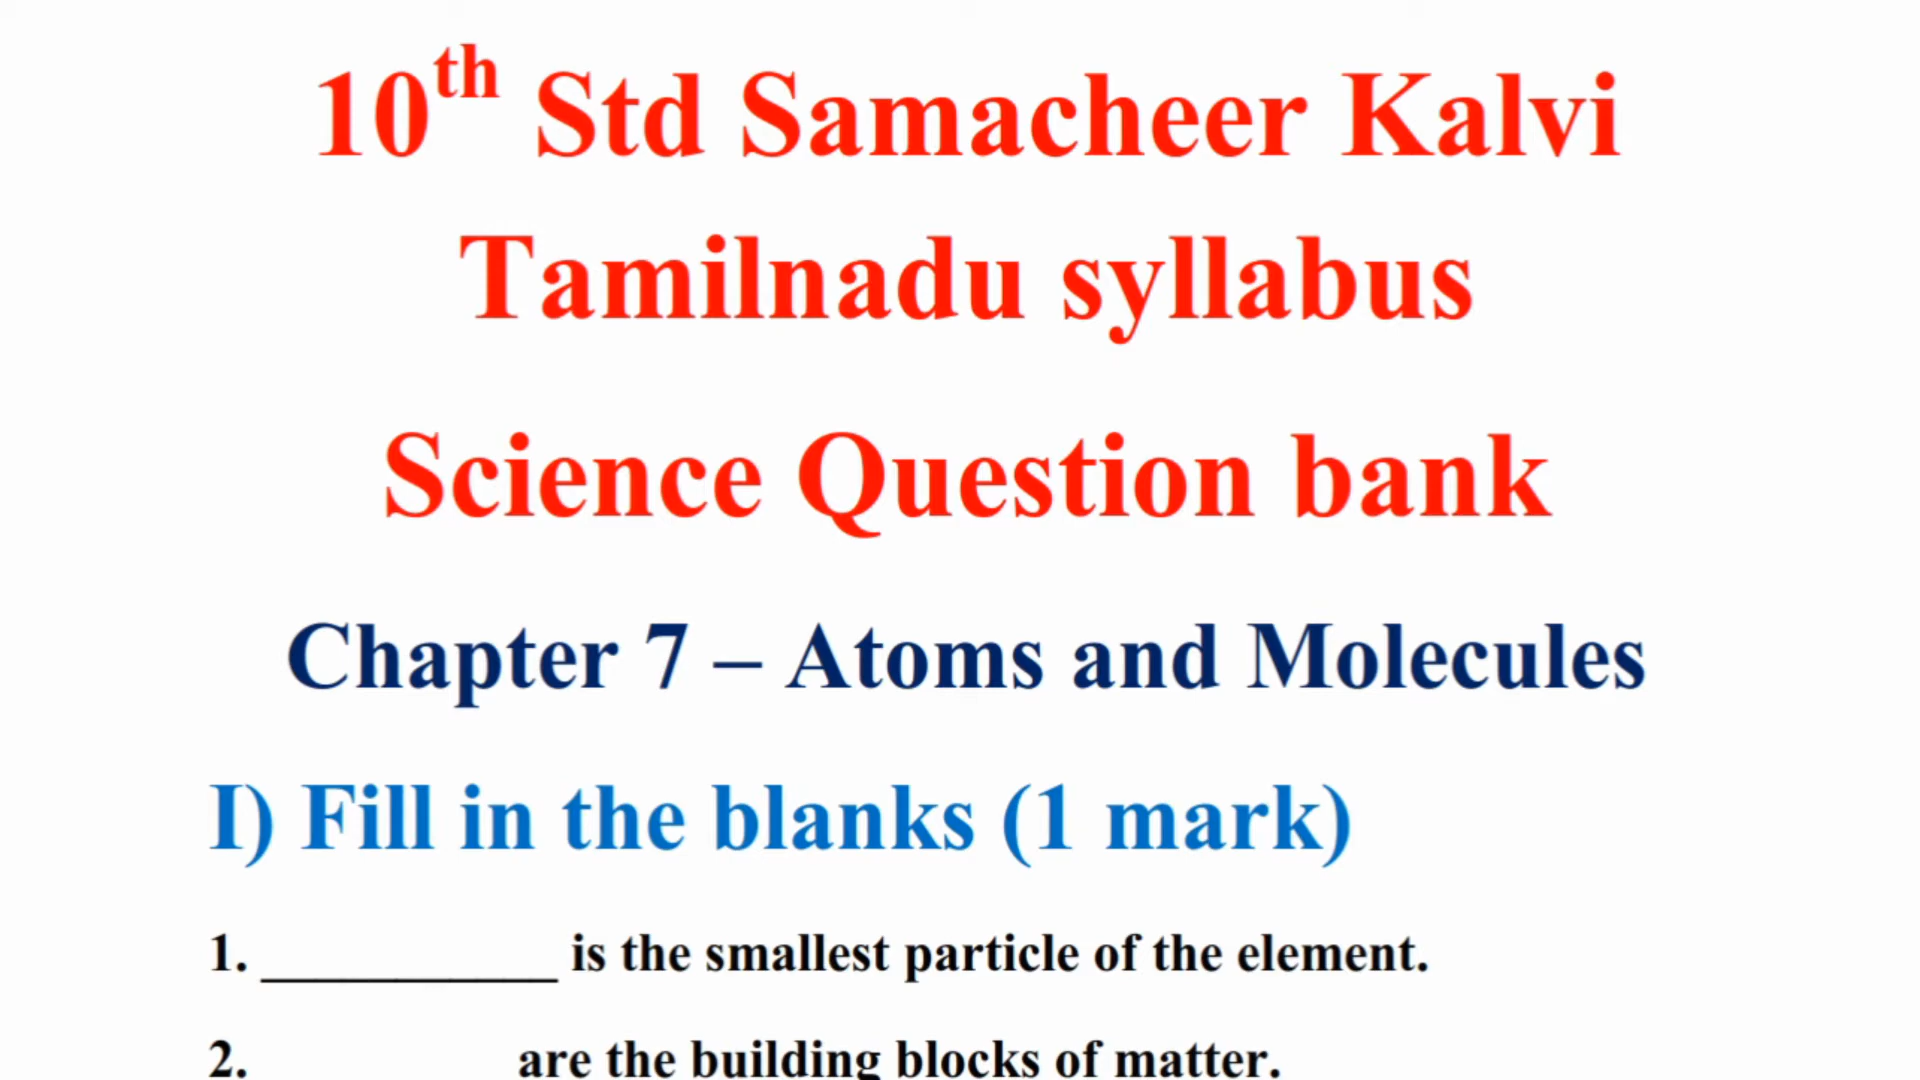 10th Std Samacheer Kalvi
Tamilnadu syllabus
Science Question bank
Chapter 7 – Atoms and Molecules
I) Fill in the blanks (1 mark)
1. ___________ is the smallest particle of the element.
2. __________ are the building blocks of matter.